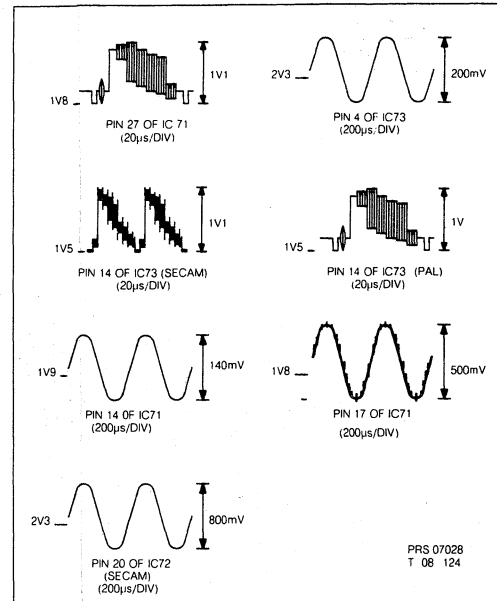 1V8
1V1
PIN 27 OF IC 71
(20µs/DIV)
2V3
200mV
PIN 4 OF IC73
(200µs/DIV)
1V5
1V1
PIN 14 OF IC73 (SECAM)
(20µs/DIV)
1V5
1V
PIN 14 OF IC73 (PAL)
(20µs/DIV)
1V9
140mV
PIN 14 OF IC71
(200µs/DIV)
1V8
500mV
PIN 17 OF IC71
(200µs/DIV)
2V3
800mV
PIN 20 OF IC72
(SECAM)
(200µs/DIV)
PRS 07028
T 08 124